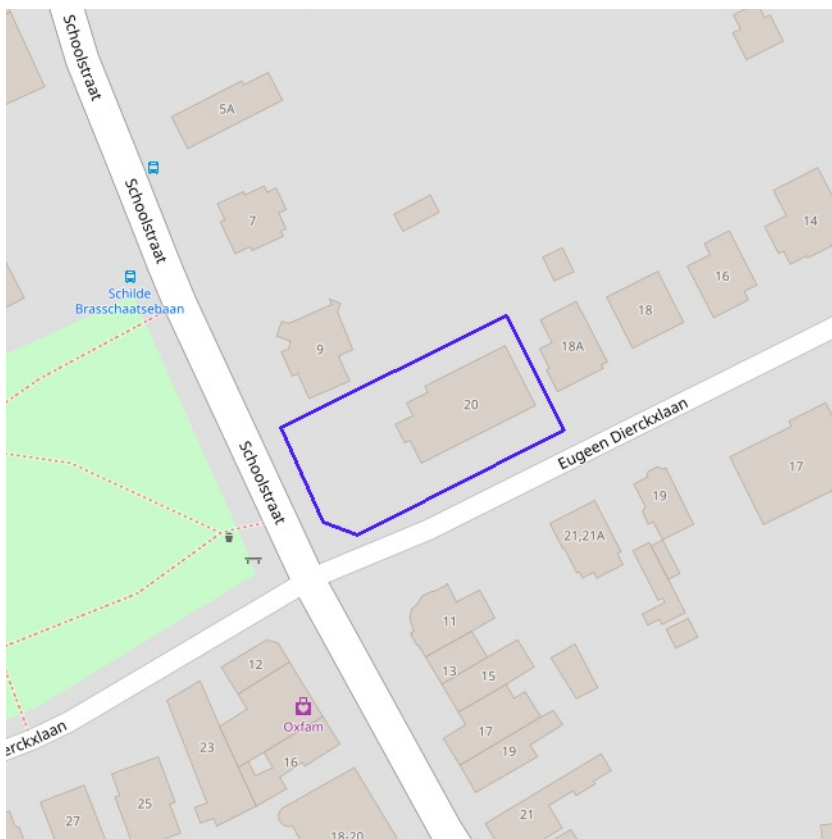 Schoolstraat
5A
Schoolstraat
7
14
16
Schilde
Brasschaatsebaan
18
18A
9
20
Eugeen Dierckxlaan
Schoolstraat
17
19
21,21A
11
12
13
15
Oxfam
17
23
19
16
erckxlaan
25
21
27
18-20